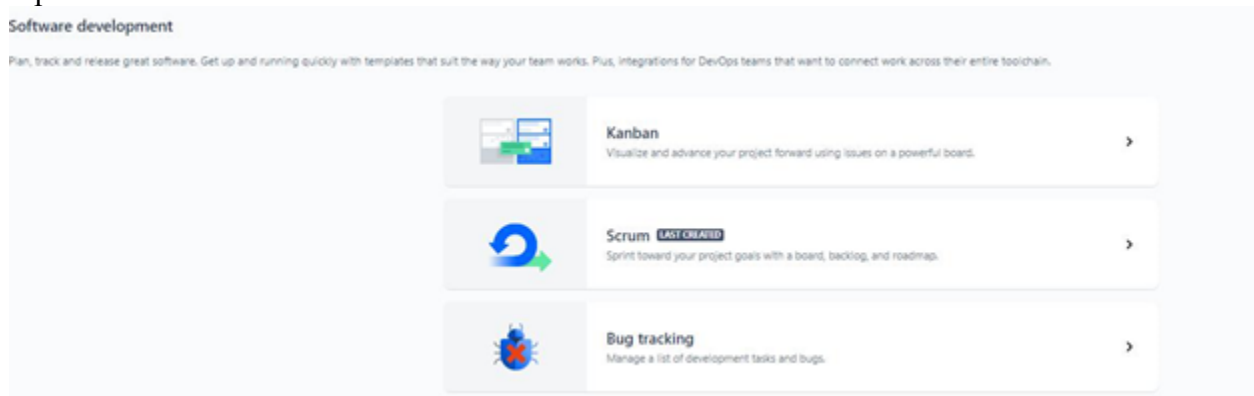 Software development
Plan, track and release great software. Get up and running quickly with templates that suit the way your team works. Plus, integrations for DevOps teams that want to connect work across their entire toolchain.
Kanban
Visualize and advance your project forward using issues on a powerful board.
Scrum LAST CREATED
Sprint toward your project goals with a board, backlog, and roadmap.
Bug tracking
Manage a list of development tasks and bugs.